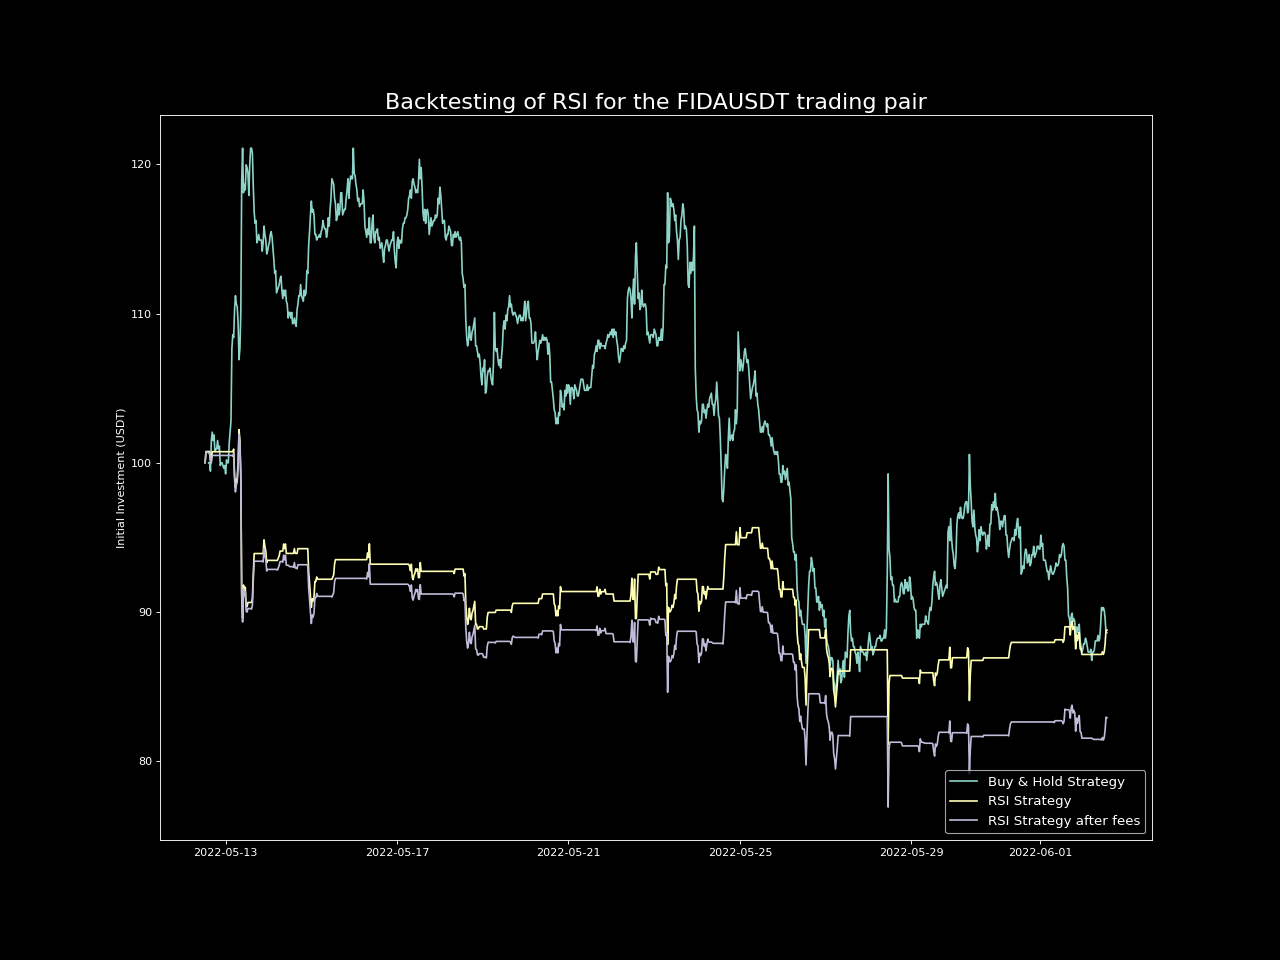 Backtesting of RSI for the FIDAUSDT trading pair
Initial Investment (USDT)
120
110
100
90
80
2022-05-13
2022-05-17
2022-05-21
2022-05-25
2022-05-29
2022-06-01
Buy & Hold Strategy
RSI Strategy
RSI Strategy after fees